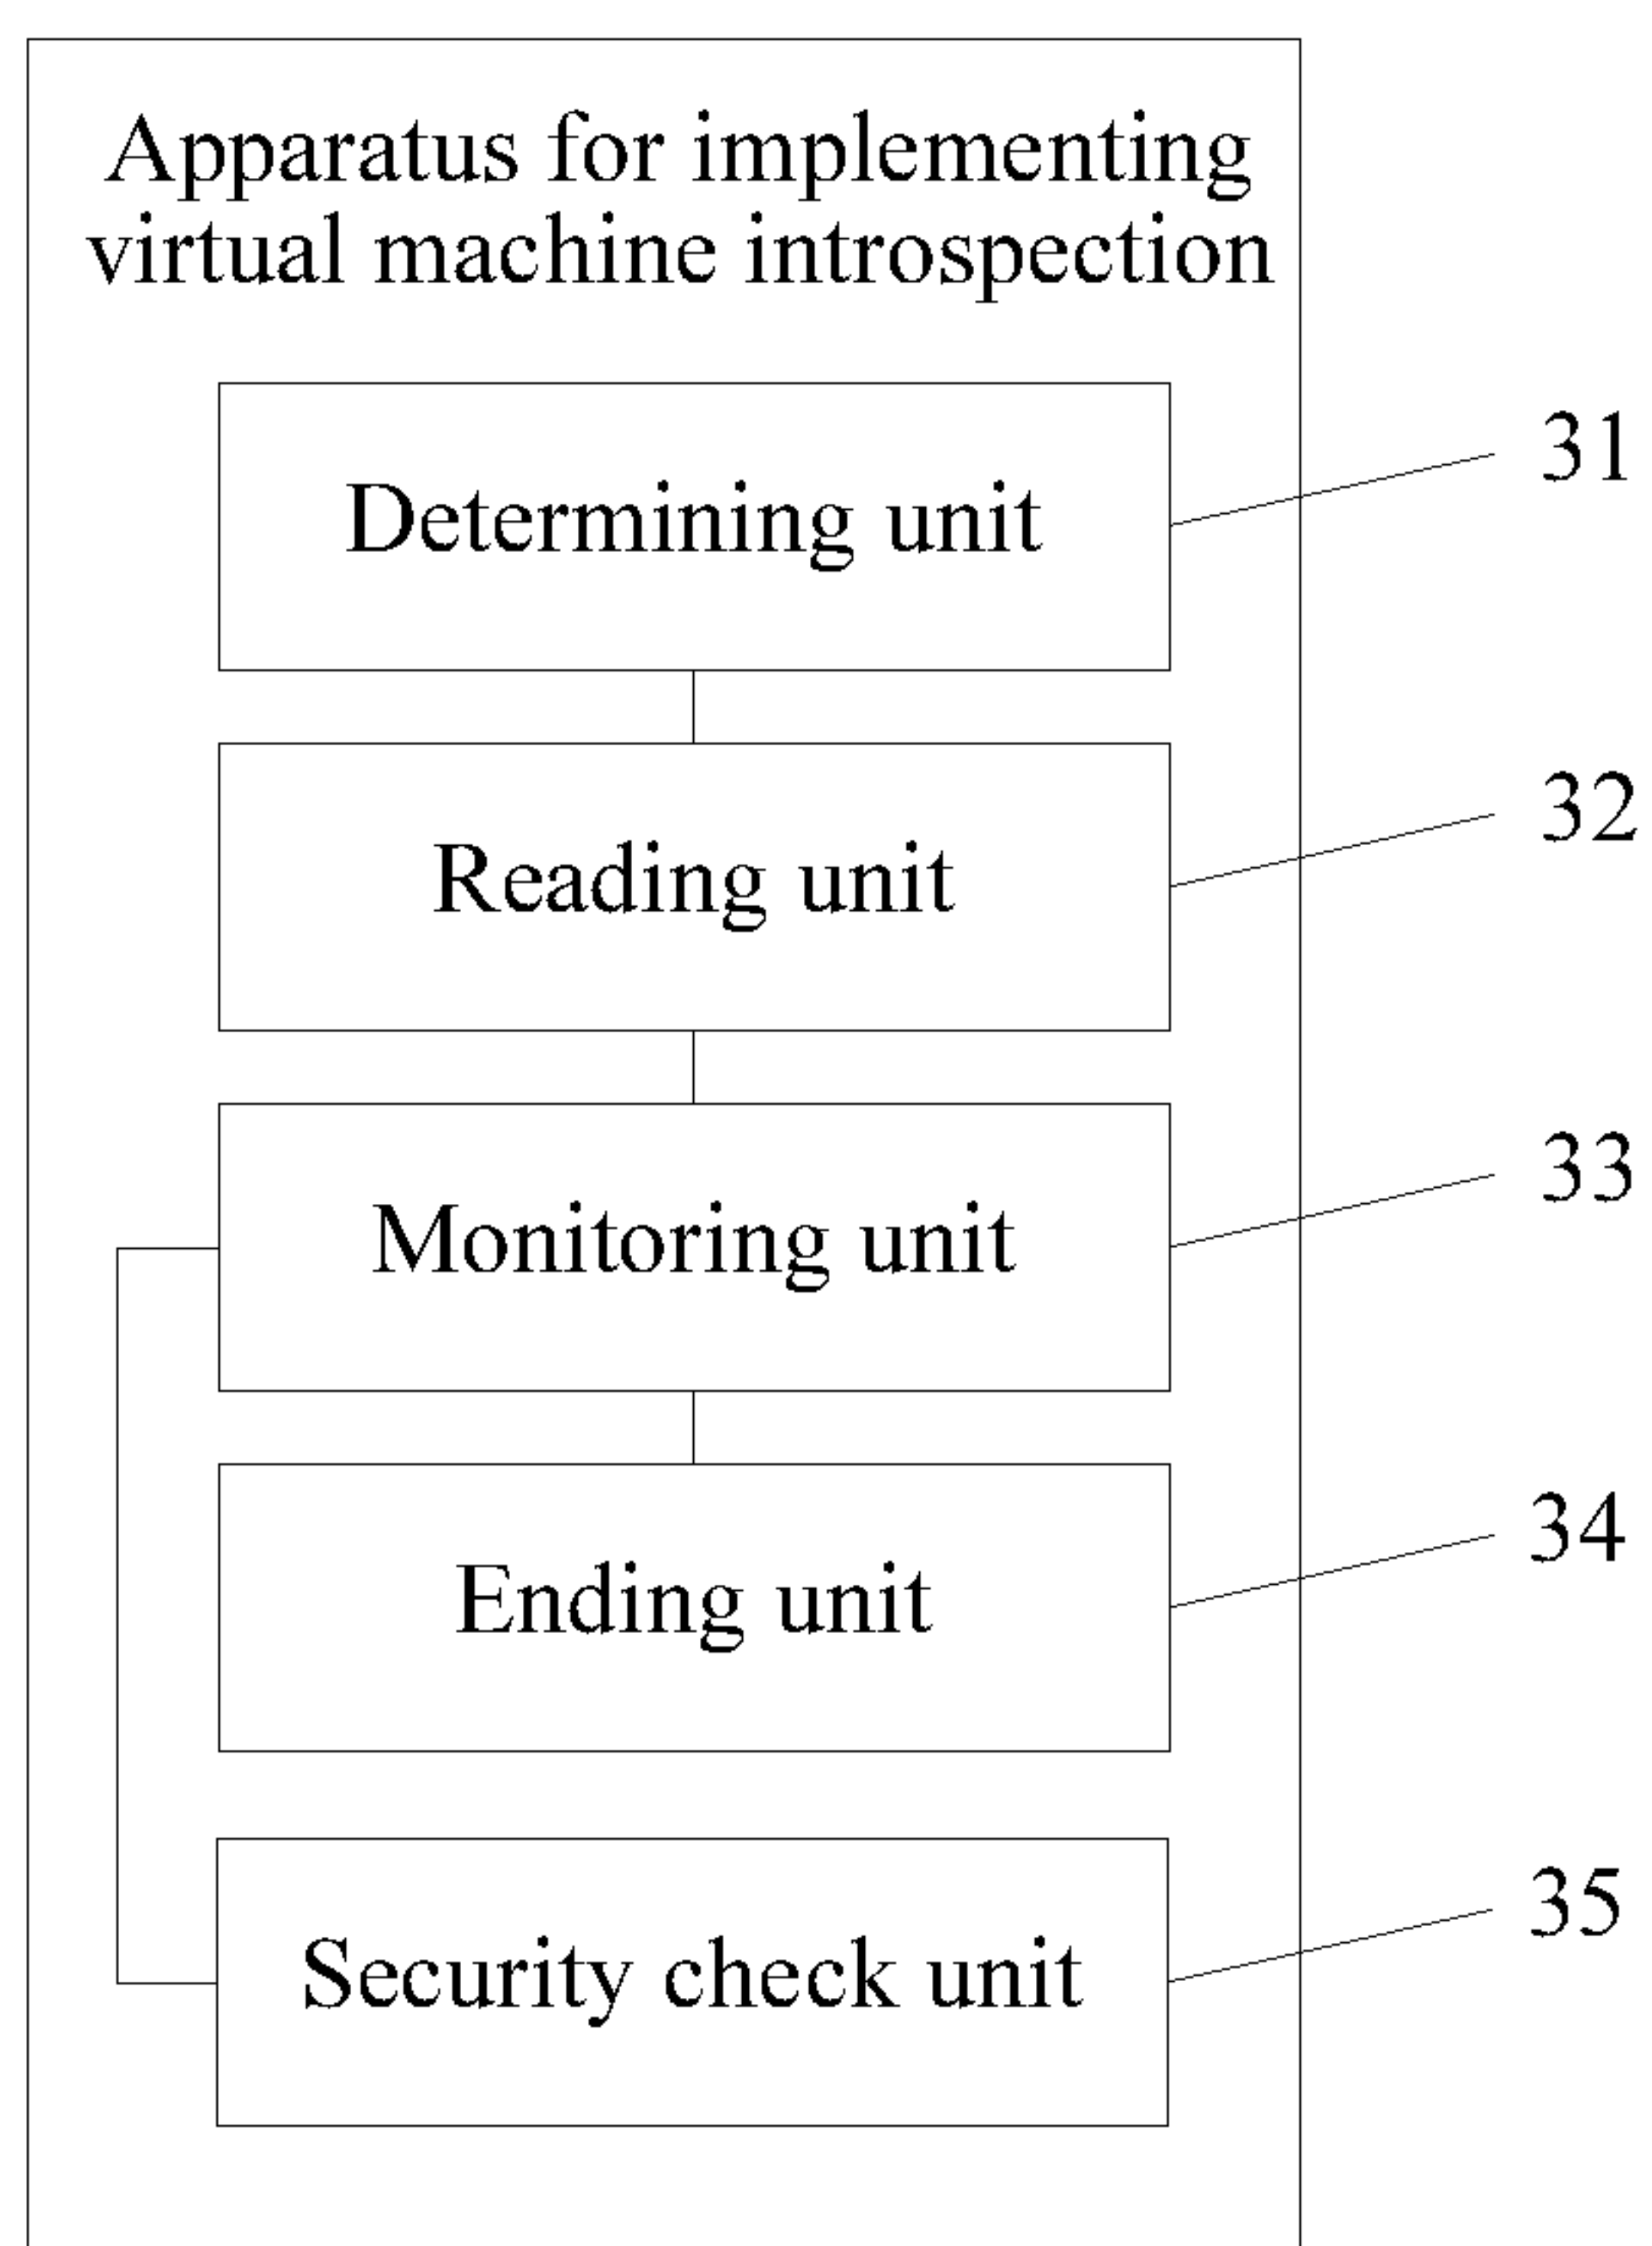 Apparatus for implementing
virtual machine introspection
Determining unit
31
Reading unit
32
Monitoring unit
33
Ending unit
34
Security check unit
35